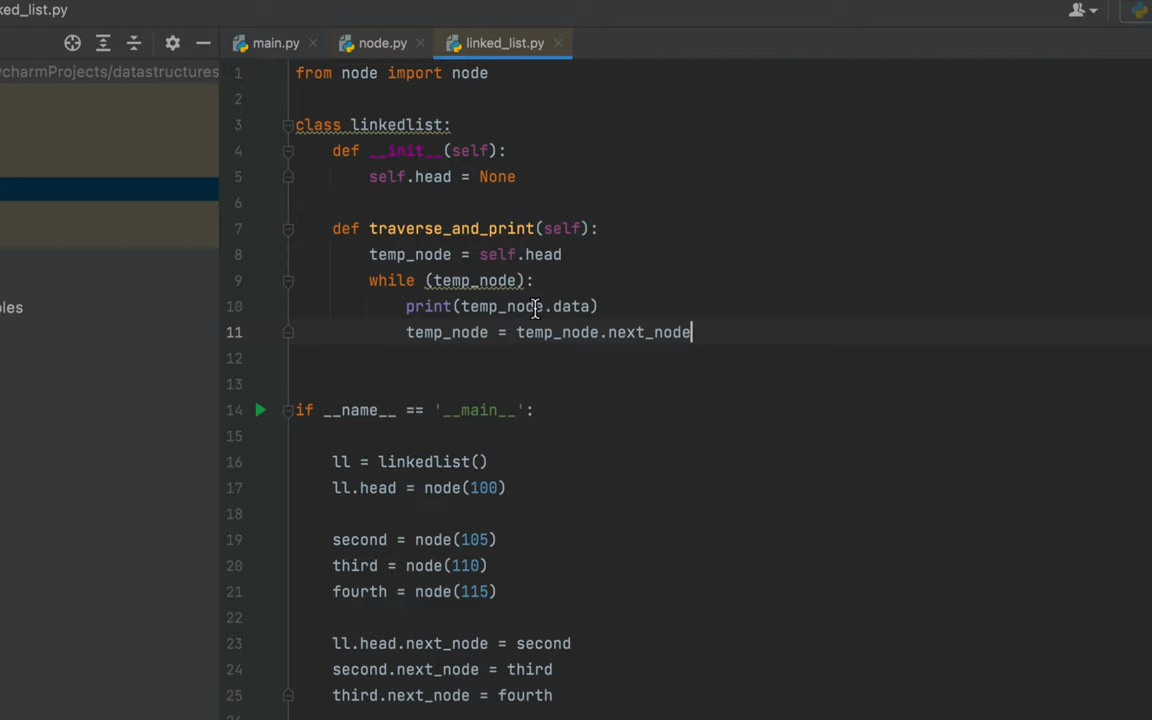 ked_list.py
main.py
node.py
linked_list.py
ycharmProjects/datastructures
ples
1 from node import node
2
3 class linkedlist:
4 def __init__(self):
5 self.head = None
6
7 def traverse_and_print(self):
8 temp_node = self.head
9 while (temp_node):
10 print(temp_node.data)
11 temp_node = temp_node.next_node
12
13
14 if __name__ == '__main__':
15
16 ll = linkedlist()
17 ll.head = node(100)
18
19 second = node(105)
20 third = node(110)
21 fourth = node(115)
22
23 ll.head.next_node = second
24 second.next_node = third
25 third.next_node = fourth